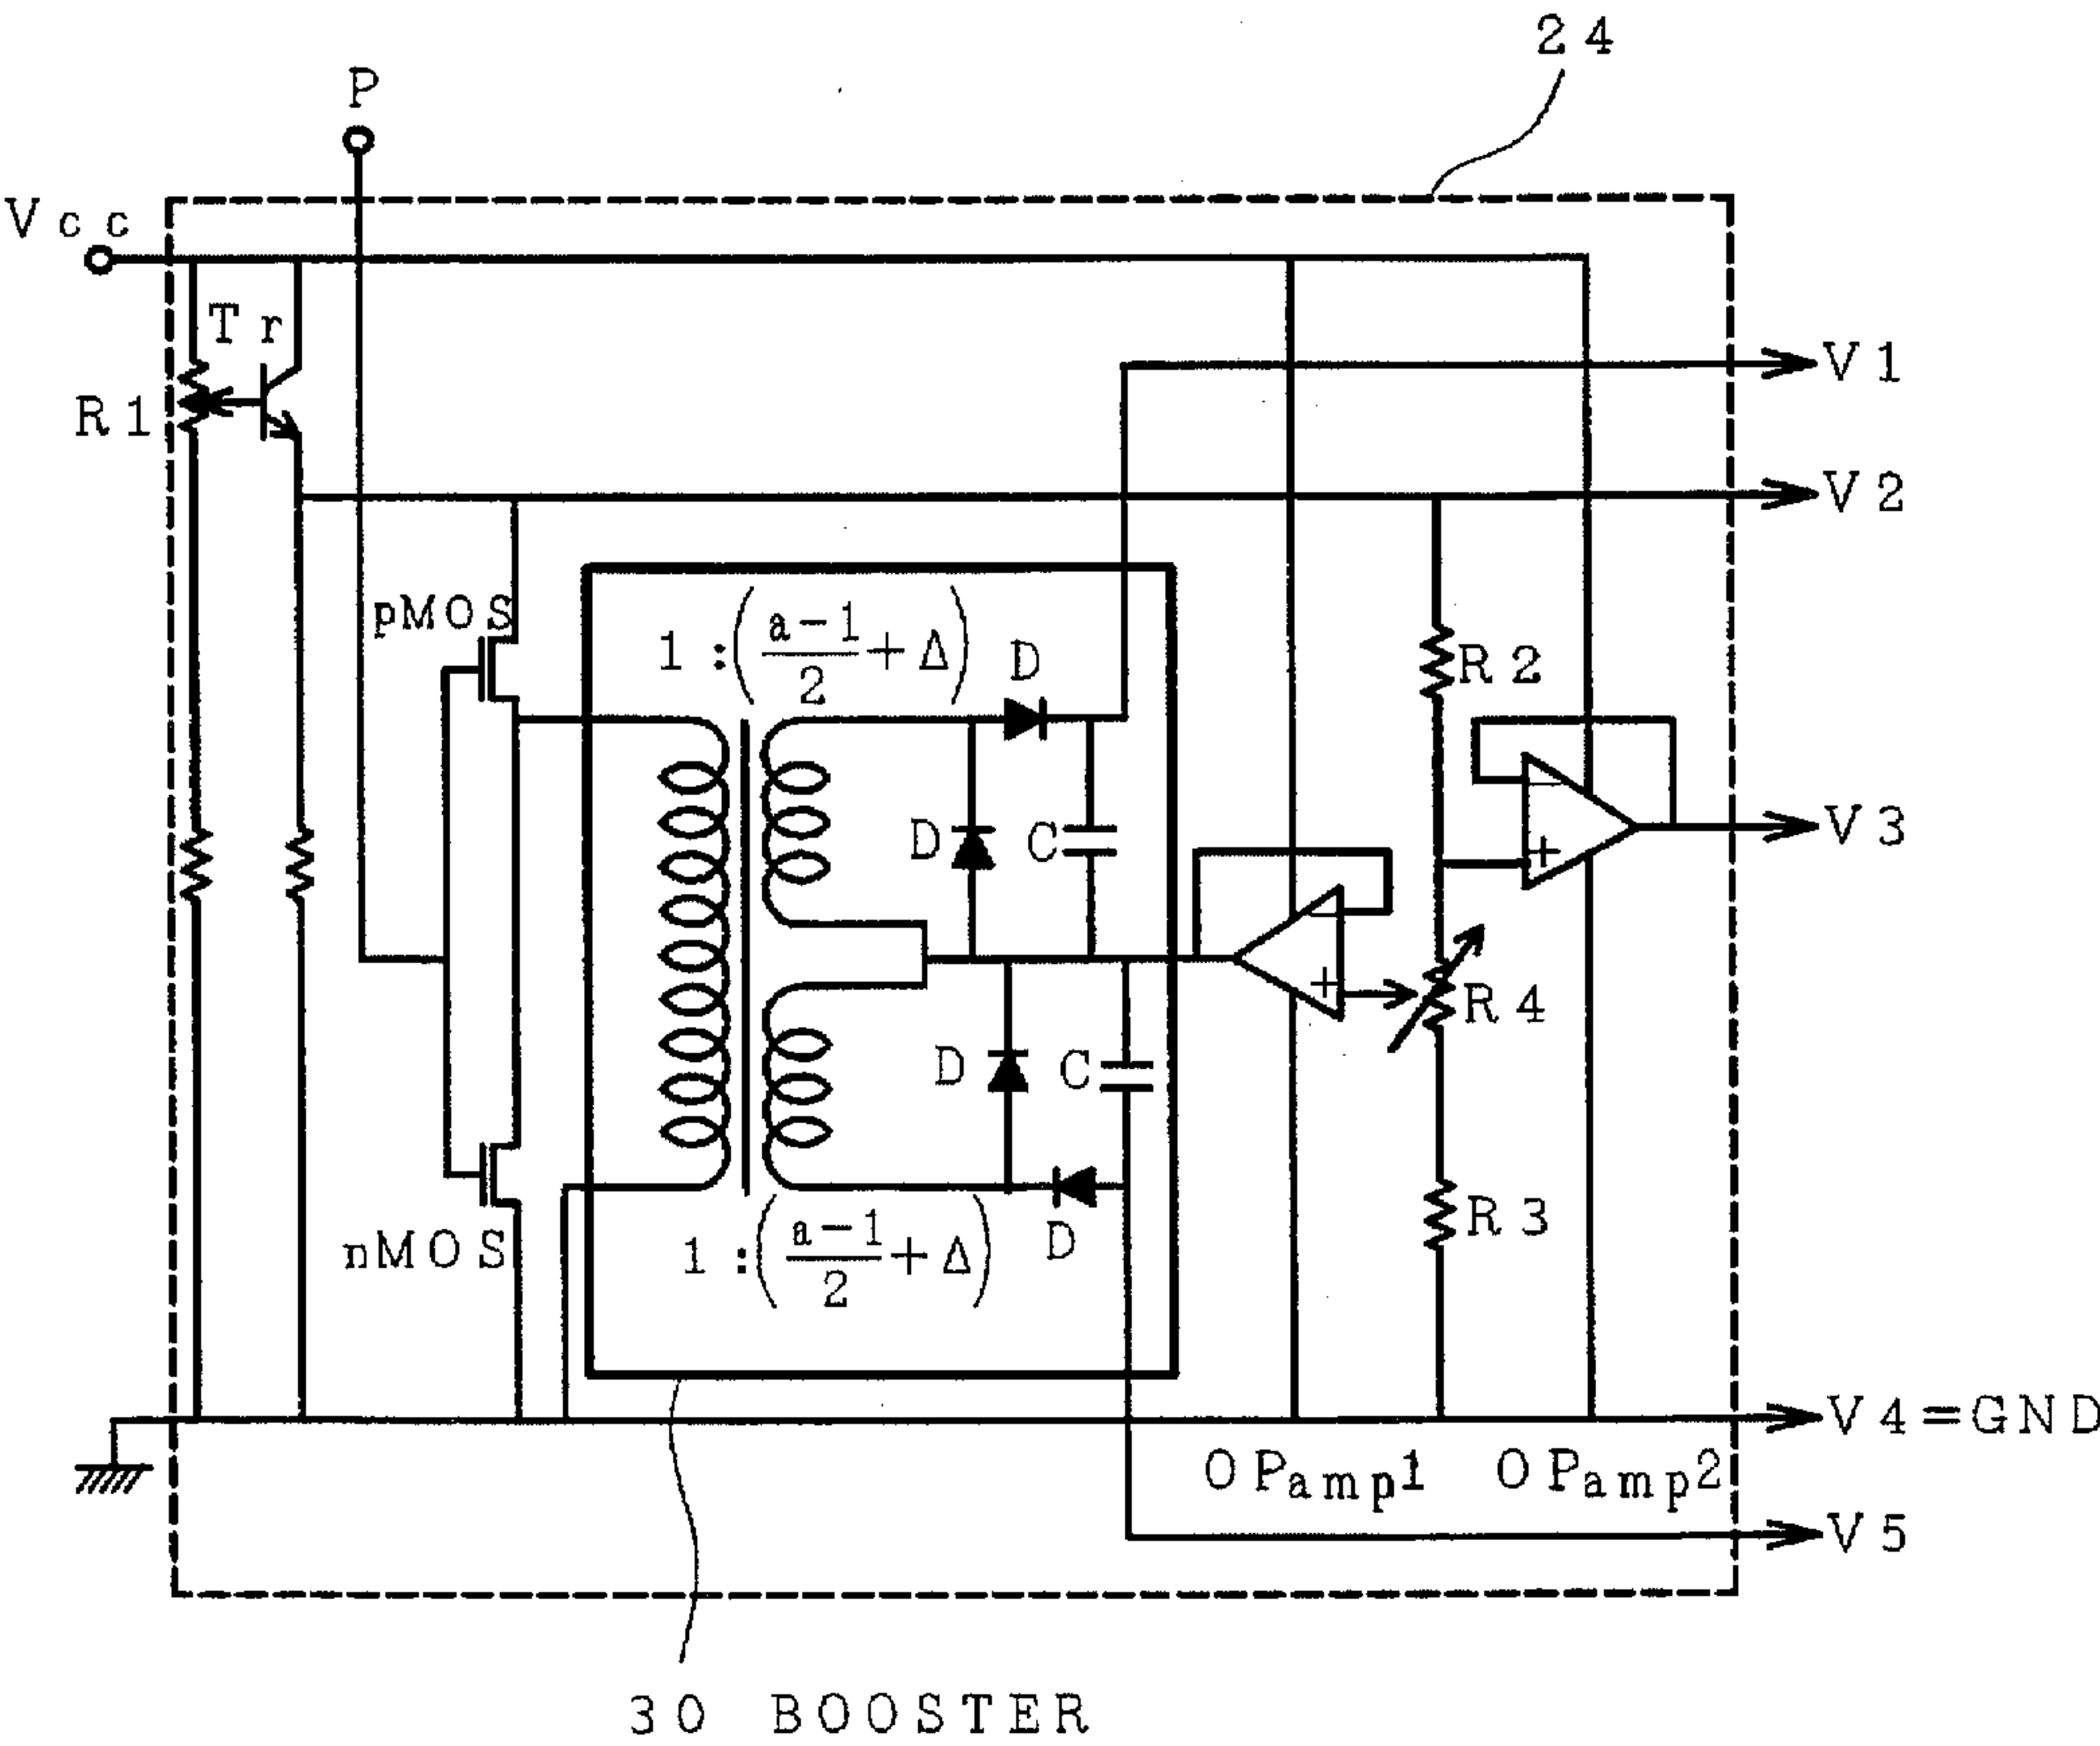 24
P
Vcc
Tr
R1
V1
V2
pMOS
1 : (a-1/2 + Δ) D
R2
D
C
V3
R4
D
C
R3
nMOS
1 : (a-1/2 + Δ) D
V4=GND
OPamp1
OPamp2
V5
30 BOOSTER